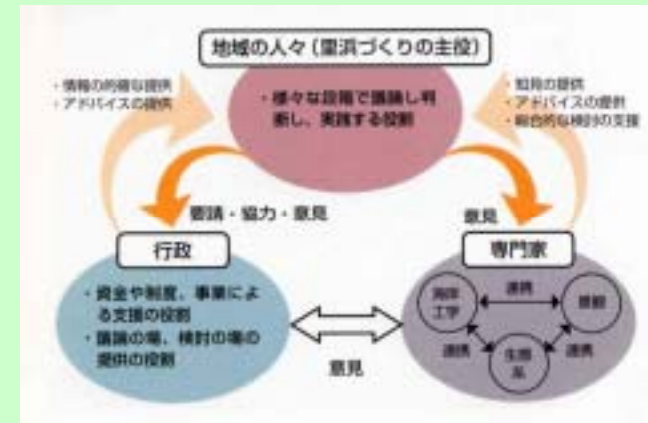 地域の人々(里浜づくりの主役)
・情報の的確な提供
・アドバイスの提供
・様々な段階で議論し判
断し、実践する役割
・知見の提供
・アドバイスの提供
・総合的な検討の支援
要請・協力・意見
意見
行政
・資金や制度、事業によ
る支援の役割
・議論の場、検討の場の
提供の役割
意見
専門家
海岸
工学
連携
景観
連携
生態
系
連携